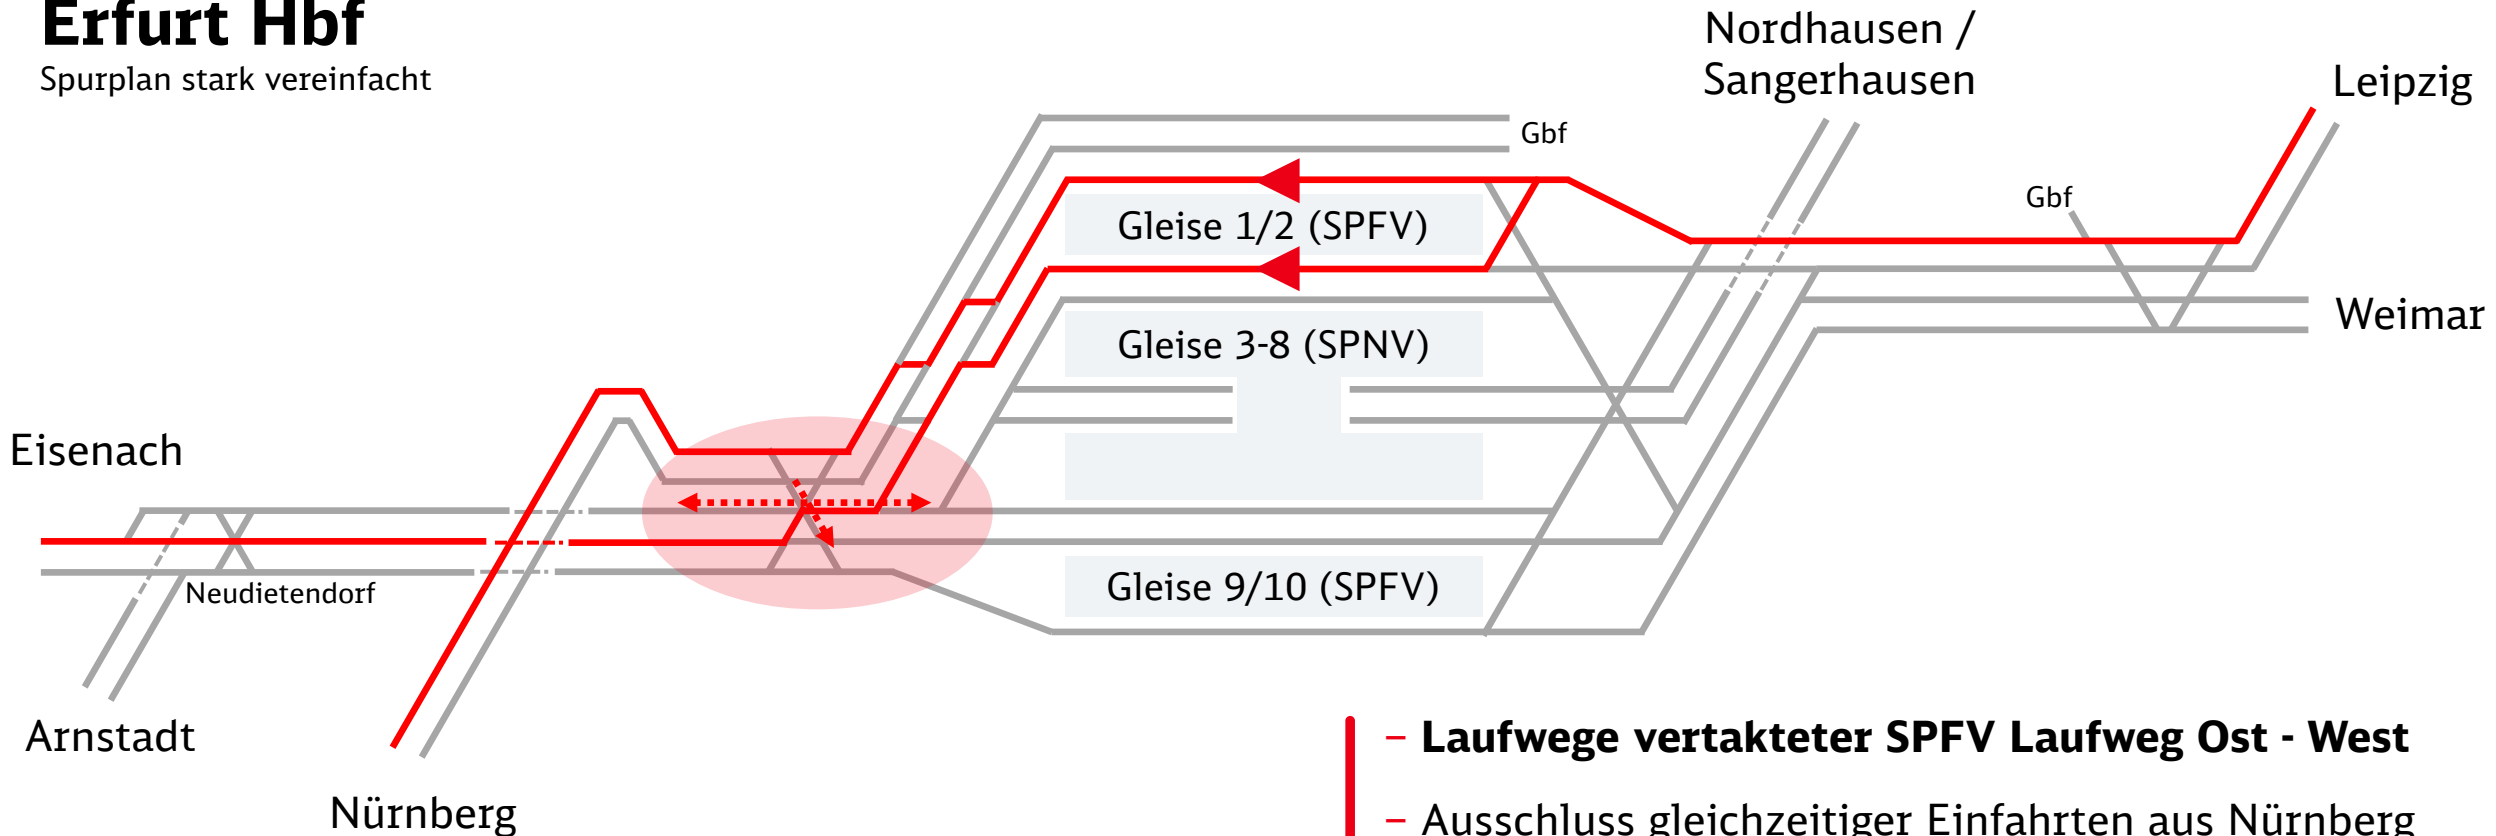 Erfurt Hbf
Spurplan stark vereinfacht
Nordhausen /
Sangerhausen
Leipzig
Gbf
Gbf
Gleise 1/2 (SPFV)
Weimar
Gleise 3-8 (SPNV)
Eisenach
Neudietendorf
Gleise 9/10 (SPFV)
Arnstadt
Nürnberg
– Laufwege vertakteter SPFV Laufweg Ost - West
– Ausschluss gleichzeitiger Einfahrten aus Nürnberg